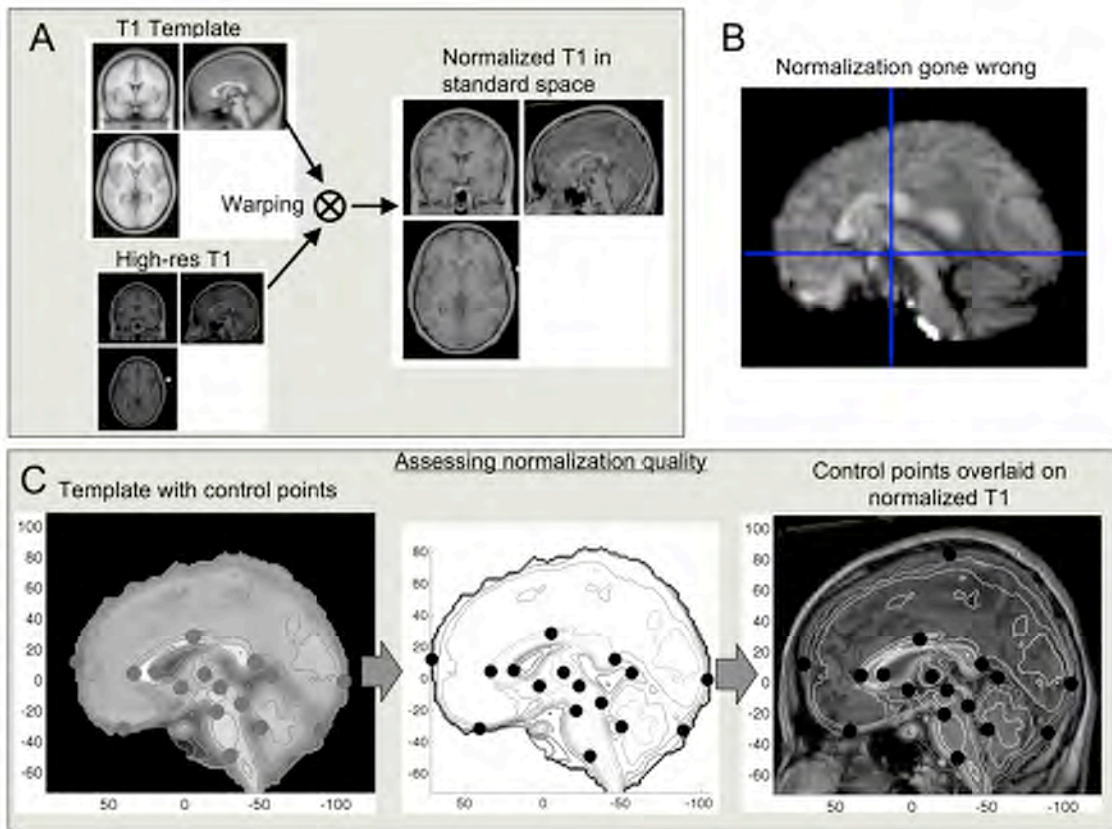 A
T1 Template
Normalized T1 in
standard space
Warping
High-res T1
B
Normalization gone wrong
C
Assessing normalization quality
Template with control points
Control points overlaid on
normalized T1
100
80
60
40
20
0
-20
-40
-60
50
0
-50
-100
80
60
40
20
0
-20
-40
-60
50
0
-50
-100
100
80
60
40
20
0
-20
-40
-60
50
0
-50
-100